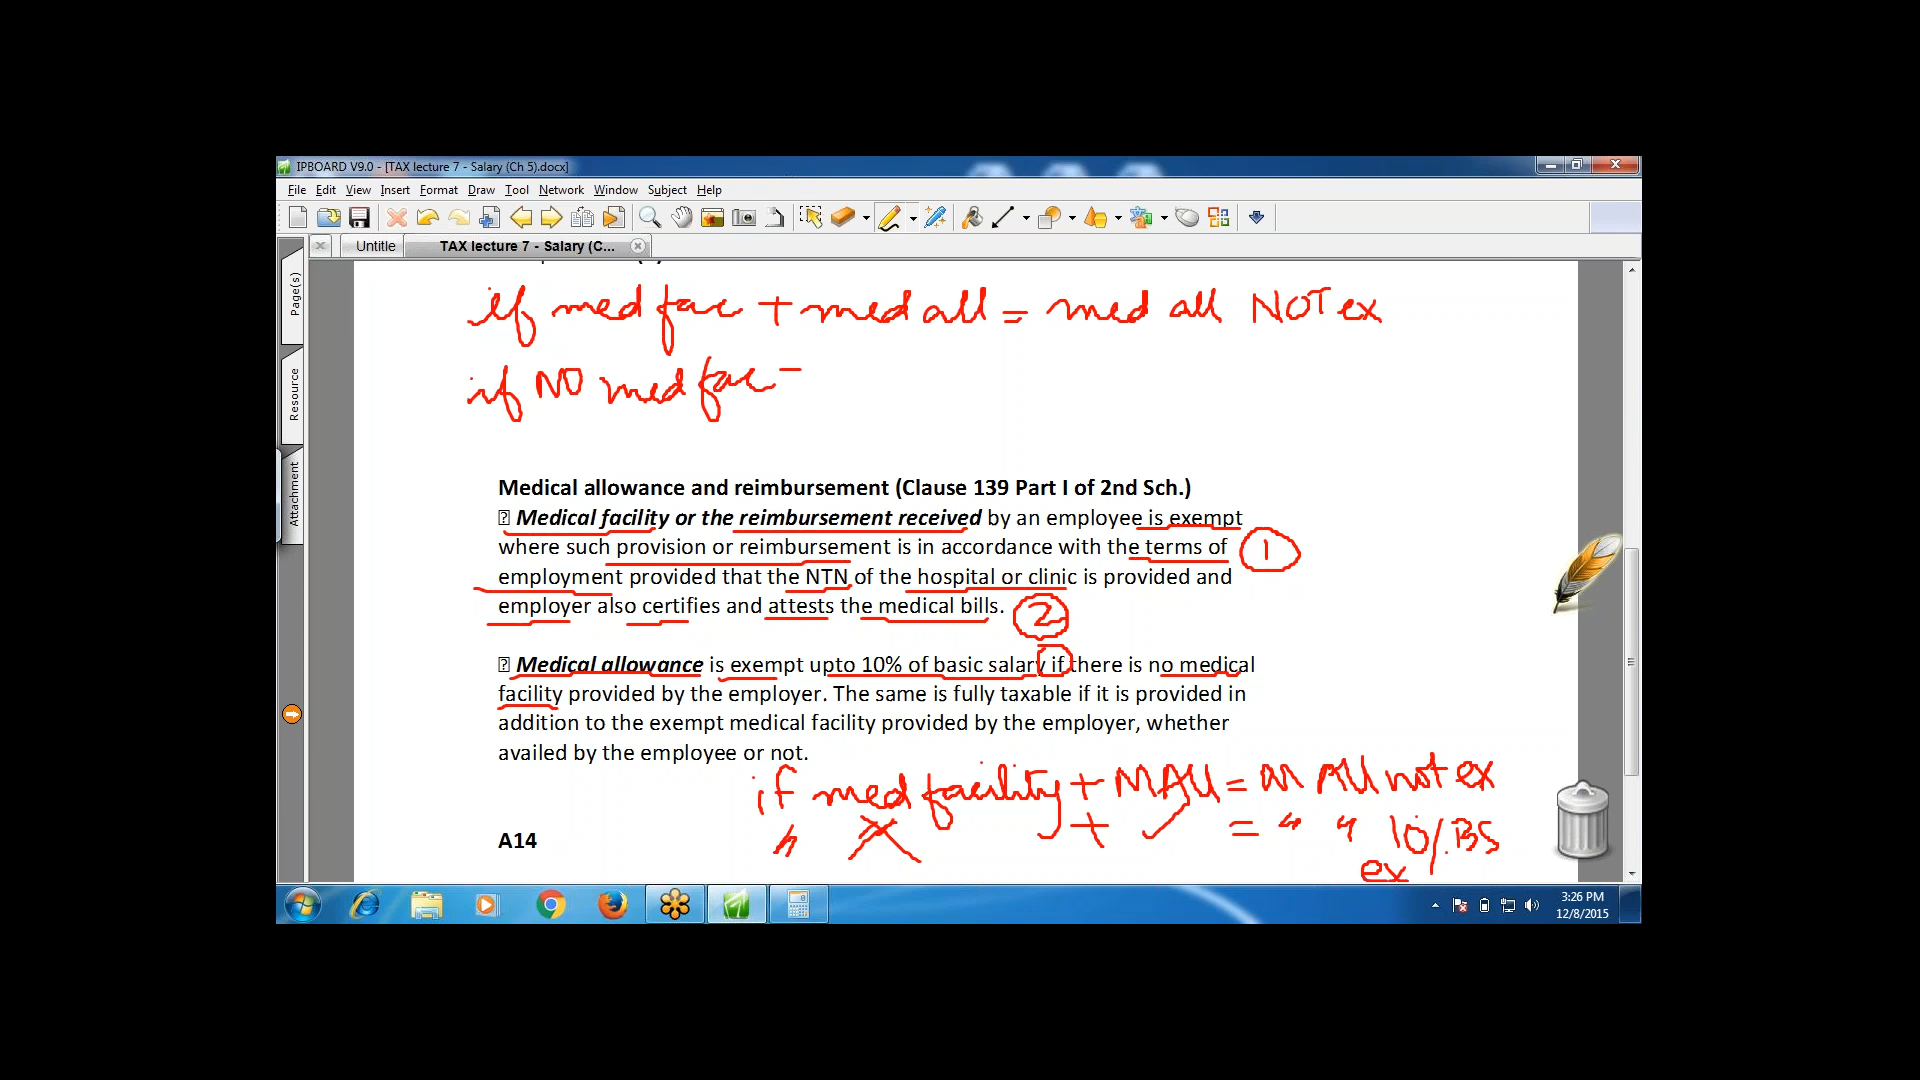 IPBOARD V9.0 - [TAX lecture 7 - Salary (Ch 5).docx]
File Edit View Insert Format Draw Tool Network Window Subject Help
Untitle TAX lecture 7 - Salary (C...
Page(s)
Resource
Attachment
if med fac + med all = med all NOT ex
if NO med fac -
Medical allowance and reimbursement (Clause 139 Part I of 2nd Sch.)
Medical facility or the reimbursement received by an employee is exempt
where such provision or reimbursement is in accordance with the terms of 1
employment provided that the NTN of the hospital or clinic is provided and
employer also certifies and attests the medical bills. 2
Medical allowance is exempt upto 10% of basic salary if there is no medical
facility provided by the employer. The same is fully taxable if it is provided in
addition to the exempt medical facility provided by the employer, whether
availed by the employee or not.
if med facility + M All = M All not ex
" X + ✓ = " " 10% BS
ex
A14
3:26 PM
12/8/2015